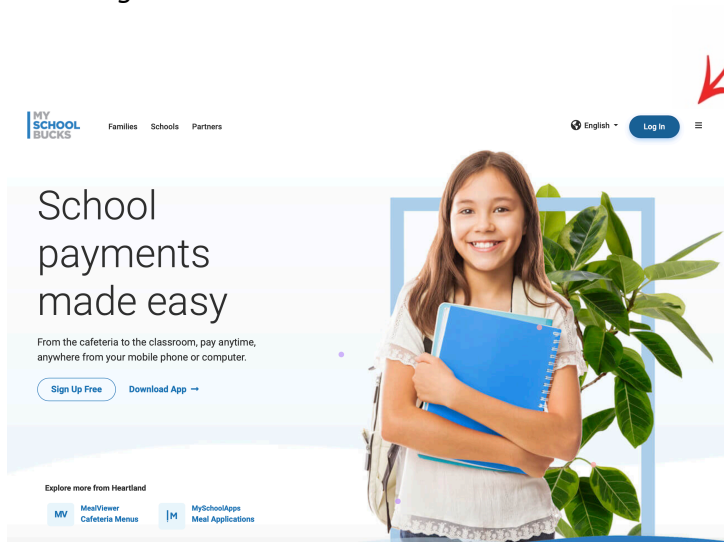 MY
SCHOOL
BUCKS
Families Schools Partners
English
Log In
School
payments
made easy
From the cafeteria to the classroom, pay anytime,
anywhere from your mobile phone or computer.
Sign Up Free
Download App →
Explore more from Heartland
MV
MealViewer
Cafeteria Menus
|M
MySchoolApps
Meal Applications